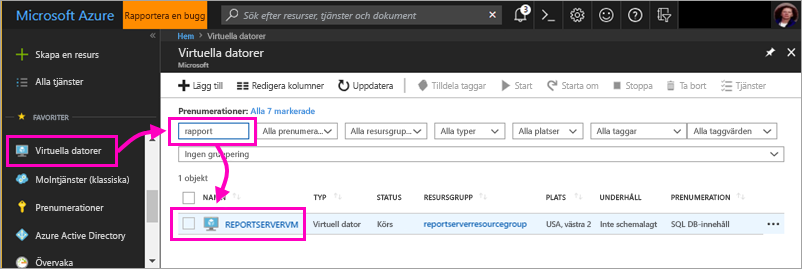 Microsoft Azure
Rapportera en bugg
Sök efter resurser, tjänster och dokument
3
Skapa en resurs
Alla tjänster
FAVORITER
Virtuella datorer
Molntjänster (klassiska)
Prenumerationer
Azure Active Directory
Övervaka
Hem > Virtuella datorer
Virtuella datorer
Microsoft
Lägg till
Redigera kolumner
Uppdatera
Tilldela taggar
Start
Starta om
Stoppa
Ta bort
Tjänster
Prenumerationer: Alla 7 markerade
rapport
Alla prenumera...
Alla resursgrup...
Alla typer
Alla platser
Alla taggar
Alla taggvärden
Ingen gruppering
1 objekt
NAMN
TYP
STATUS
RESURSGRUPP
PLATS
UNDERHÅLL
PRENUMERATION
REPORTSERVERVM
Virtuell dator
Körs
reportserverresourcegroup
USA, västra 2
Inte schemalagt
SQL DB-innehåll